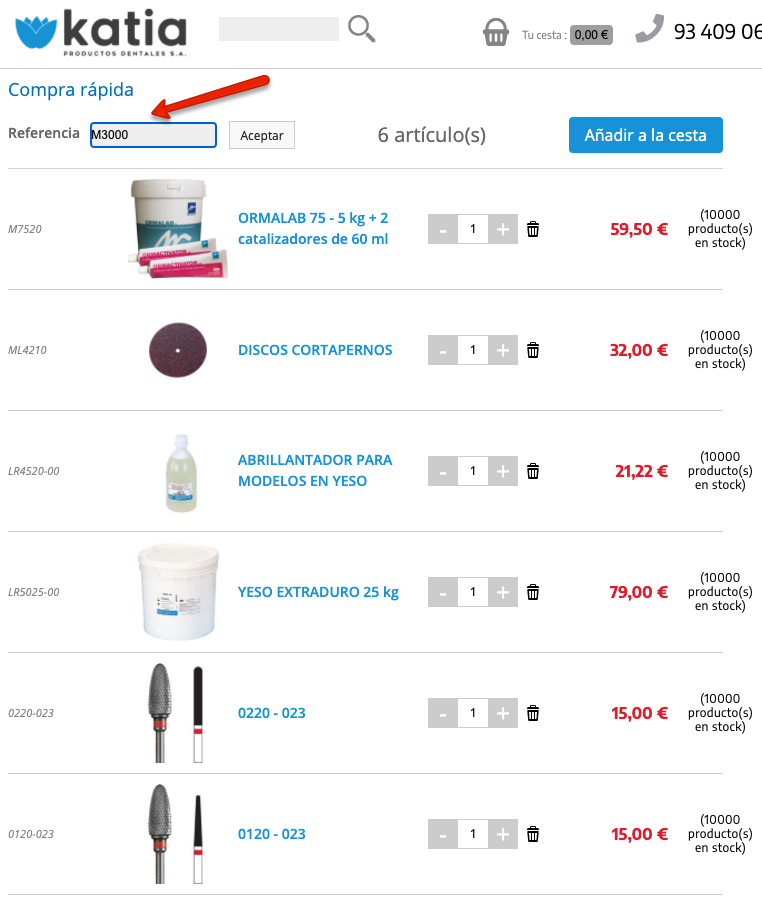 katia
PRODUCTOS DENTALES S.A.
Tu cesta : 0,00 €
93 409 06
Compra rápida
Referencia M3000 Aceptar 6 artículo(s) Añadir a la cesta
(10000
M7520 ORMALAB 75 - 5 kg + 2 - 1 + 59,50 € producto(s)
catalizadores de 60 ml en stock)
(10000
ML4210 DISCOS CORTAPERNOS - 1 + 32,00 € producto(s)
en stock)
(10000
LR4520-00 ABRILLANTADOR PARA - 1 + 21,22 € producto(s)
MODELOS EN YESO en stock)
(10000
LR5025-00 YESO EXTRADURO 25 kg - 1 + 79,00 € producto(s)
en stock)
(10000
0220-023 0220 - 023 - 1 + 15,00 € producto(s)
en stock)
(10000
0120-023 0120 - 023 - 1 + 15,00 € producto(s)
en stock)